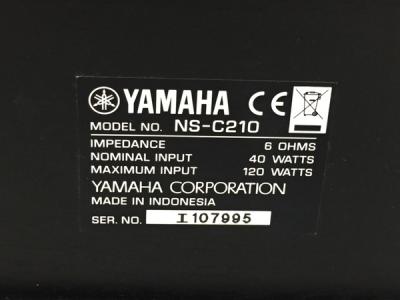 YAMAHA CE
MODEL NO. NS-C210
IMPEDANCE 6 OHMS
NOMINAL INPUT 40 WATTS
MAXIMUM INPUT 120 WATTS
YAMAHA CORPORATION
MADE IN INDONESIA
SER. NO. I107995